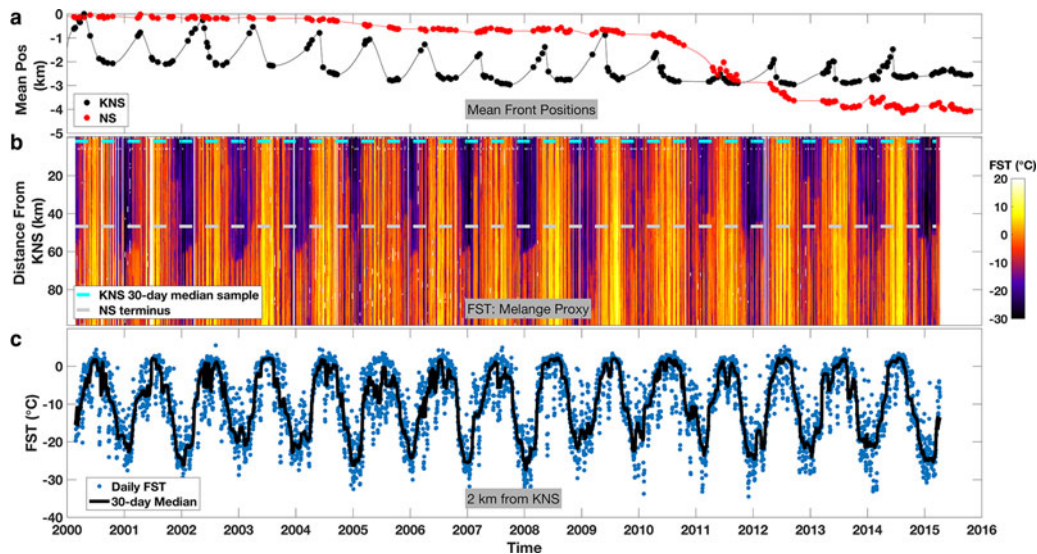 a
0
-1
-2
-3
-4
-5
Mean Pos
(km)
KNS
NS
Mean Front Positions
b
20
40
60
80
Distance From
KNS (km)
KNS 30-day median sample
NS terminus
FST: Melange Proxy
FST (°C)
20
10
0
-10
-20
-30
c
0
-10
-20
-30
-40
FST (°C)
Daily FST
30-day Median
2 km from KNS
2000 2001 2002 2003 2004 2005 2006 2007 2008 2009 2010 2011 2012 2013 2014 2015 2016
Time